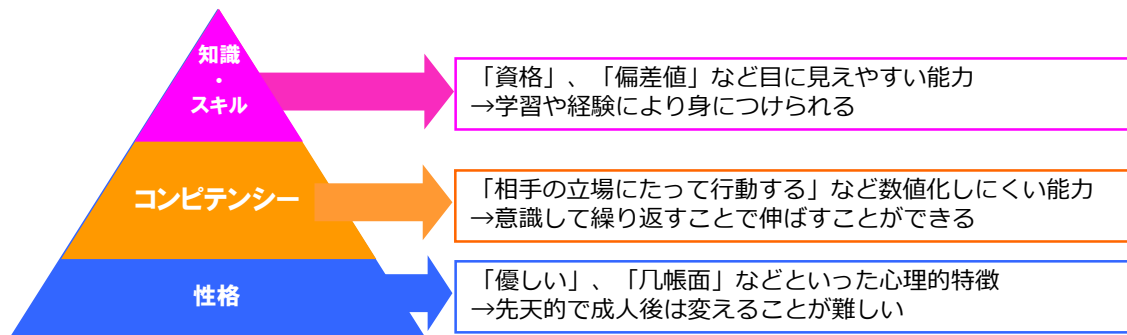 知識
・
スキル
「資格」、「偏差値」など目に見えやすい能力
→学習や経験により身につけられる
コンピテンシー
「相手の立場にたって行動する」など数値化しにくい能力
→意識して繰り返すことで伸ばすことができる
性格
「優しい」、「几帳面」などといった心理的特徴
→先天的で成人後は変えることが難しい